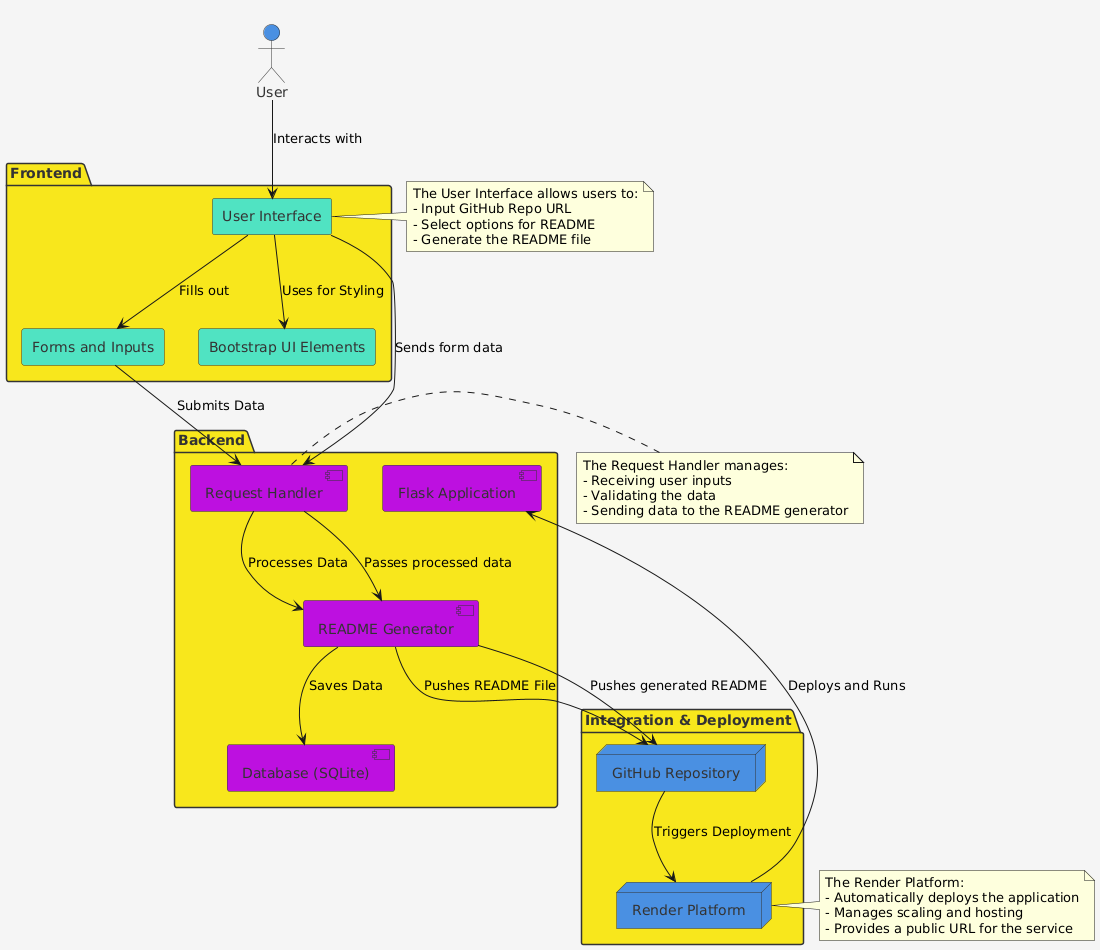 User
Interacts with
Frontend
User Interface
The User Interface allows users to:
- Input GitHub Repo URL
- Select options for README
- Generate the README file
Fills out
Uses for Styling
Forms and Inputs
Bootstrap UI Elements
Sends form data
Submits Data
Backend
Request Handler
Flask Application
The Request Handler manages:
- Receiving user inputs
- Validating the data
- Sending data to the README generator
Processes Data
Passes processed data
README Generator
Saves Data
Pushes README File
Pushes generated README
Deploys and Runs
Integration & Deployment
Database (SQLite)
GitHub Repository
Triggers Deployment
Render Platform
The Render Platform:
- Automatically deploys the application
- Manages scaling and hosting
- Provides a public URL for the service